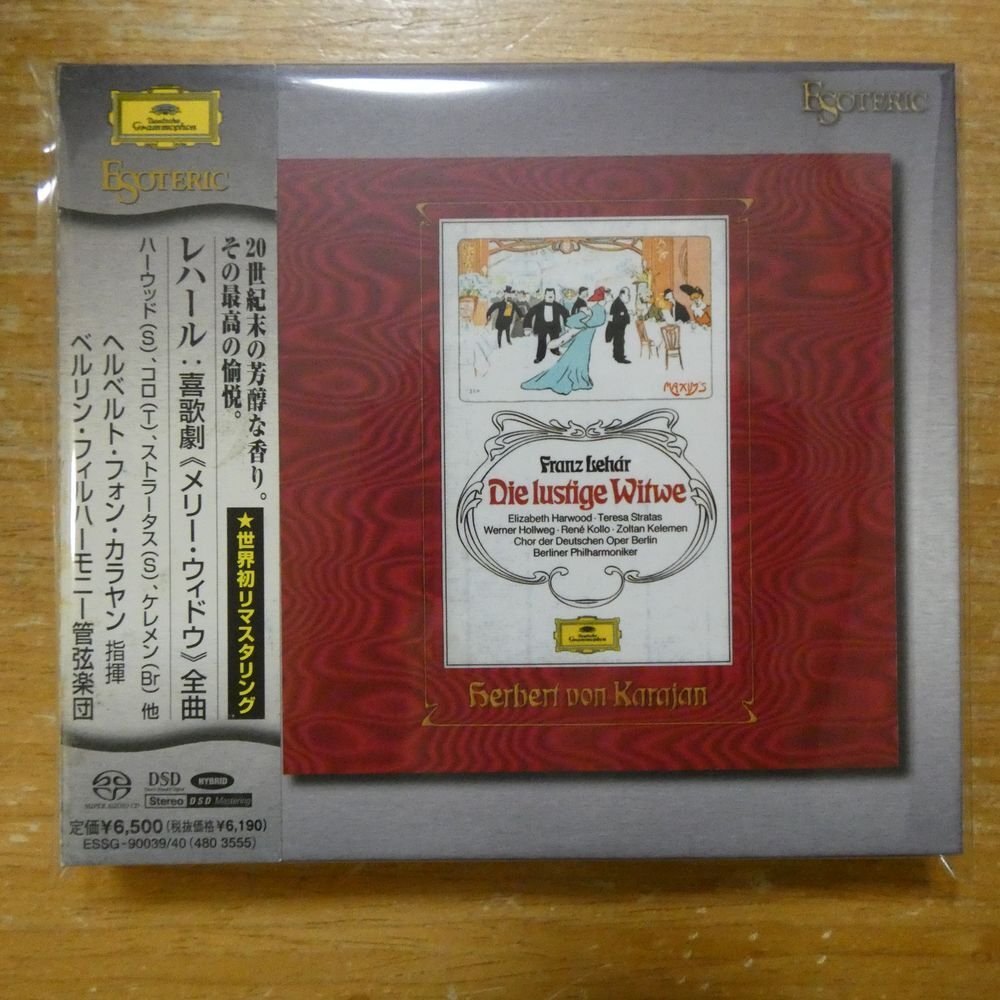 Deutsche
Grammophon
ESOTERIC
20世紀末の芳醇な香り。
その最高の愉悦。
★世界初リマスタリング
レハール：喜歌劇《メリー・ウィドウ》全曲
ハーウッド(S)、コロ(T)、ストラータス(S)、ケレメン(Br) 他
ヘルベルト・フォン・カラヤン 指揮
ベルリン・フィルハーモニー管弦楽団
SUPER AUDIO CD
DSD
Direct Stream Digital
HYBRID
Stereo DSD Mastering
定価¥6,500(税抜価格¥6,190)
ESSG-90039/40 (480 3555)
ESOTERIC
MAXIM'S
Franz Lehár
Die lustige Witwe
Elizabeth Harwood · Teresa Stratas
Werner Hollweg · René Kollo · Zoltan Kelemen
Chor der Deutschen Oper Berlin
Berliner Philharmoniker
Deutsche
Grammophon
Herbert von Karajan